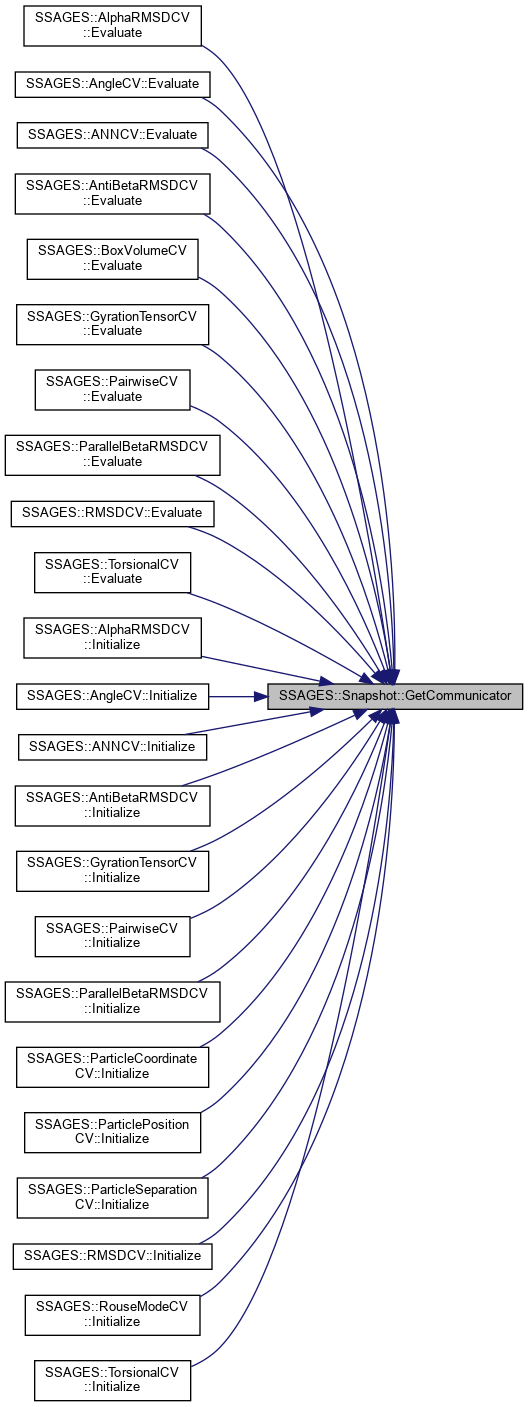 SSAGES::AlphaRMSDCV
::Evaluate
SSAGES::AngleCV::Evaluate
SSAGES::ANNCV::Evaluate
SSAGES::AntiBetaRMSDCV
::Evaluate
SSAGES::BoxVolumeCV
::Evaluate
SSAGES::GyrationTensorCV
::Evaluate
SSAGES::PairwiseCV
::Evaluate
SSAGES::ParallelBetaRMSDCV
::Evaluate
SSAGES::RMSDCV::Evaluate
SSAGES::TorsionalCV
::Evaluate
SSAGES::AlphaRMSDCV
::Initialize
SSAGES::AngleCV::Initialize
SSAGES::Snapshot::GetCommunicator
SSAGES::ANNCV::Initialize
SSAGES::AntiBetaRMSDCV
::Initialize
SSAGES::GyrationTensorCV
::Initialize
SSAGES::PairwiseCV
::Initialize
SSAGES::ParallelBetaRMSDCV
::Initialize
SSAGES::ParticleCoordinate
CV::Initialize
SSAGES::ParticlePosition
CV::Initialize
SSAGES::ParticleSeparation
CV::Initialize
SSAGES::RMSDCV::Initialize
SSAGES::RouseModeCV
::Initialize
SSAGES::TorsionalCV
::Initialize